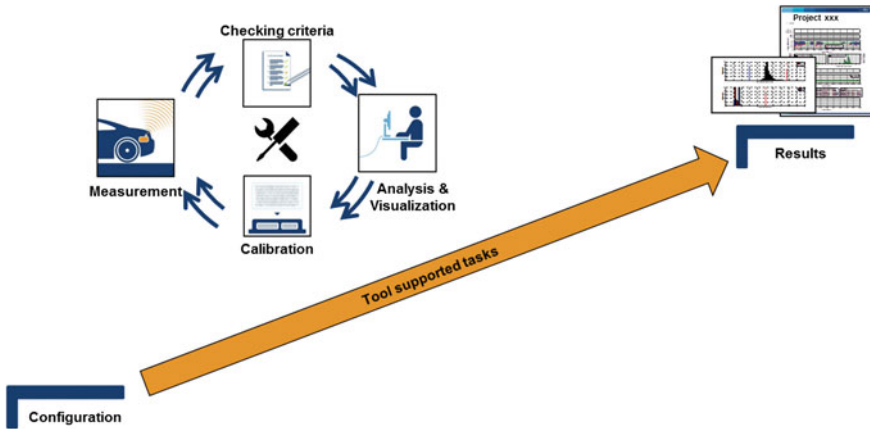 Checking criteria
Project xxx
Measurement
Analysis &
Visualization
Calibration
Results
Tool supported tasks
Configuration